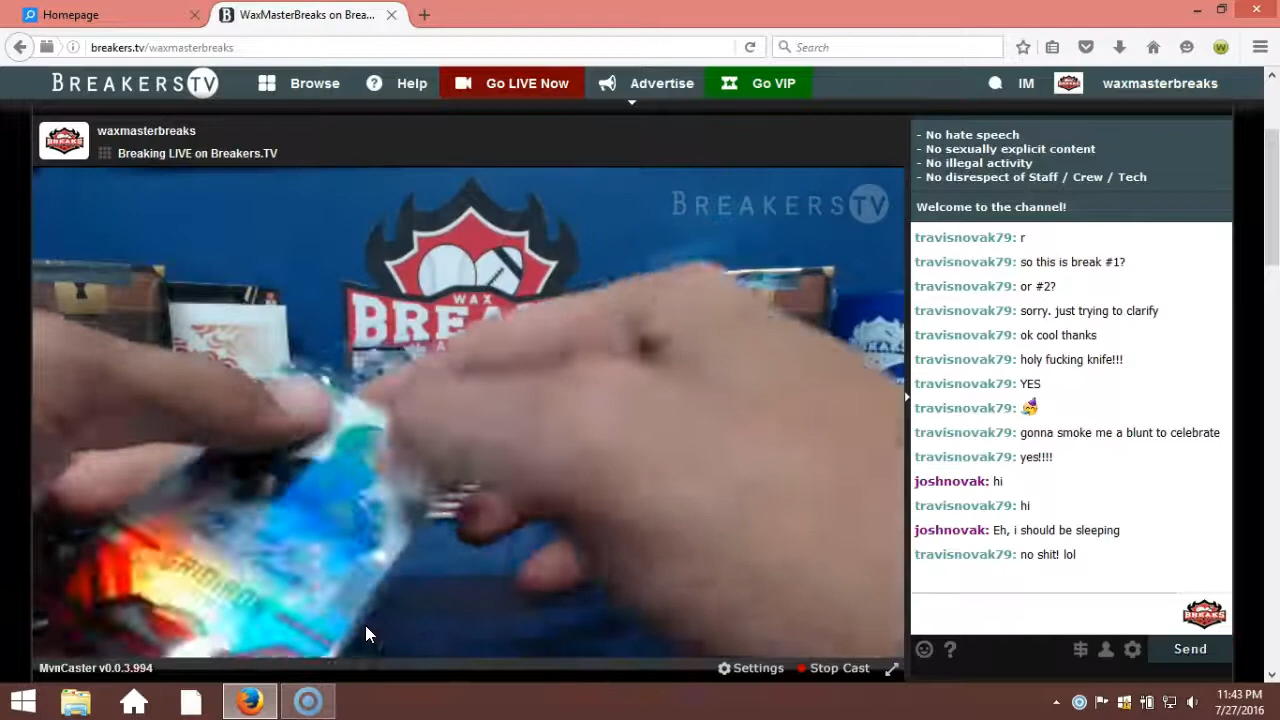 Homepage
WaxMasterBreaks on Brea...
breakers.tv/waxmasterbreaks
Search
BREAKERSTV
Browse
Help
Go LIVE Now
Advertise
Go VIP
IM
waxmasterbreaks
waxmasterbreaks
Breaking LIVE on Breakers.TV
BREAKERSTV
WAX
- No hate speech
- No sexually explicit content
- No illegal activity
- No disrespect of Staff / Crew / Tech
Welcome to the channel!
travisnovak79: r
travisnovak79: so this is break #1?
travisnovak79: or #2?
travisnovak79: sorry. just trying to clarify
travisnovak79: ok cool thanks
travisnovak79: holy fucking knife!!!
travisnovak79: YES
travisnovak79: 🥳
travisnovak79: gonna smoke me a blunt to celebrate
travisnovak79: yes!!!!
joshnovak: hi
travisnovak79: hi
joshnovak: Eh, i should be sleeping
travisnovak79: no shit! lol
MvnCaster v0.0.3.994
Settings
Stop Cast
Send
11:43 PM
7/27/2016